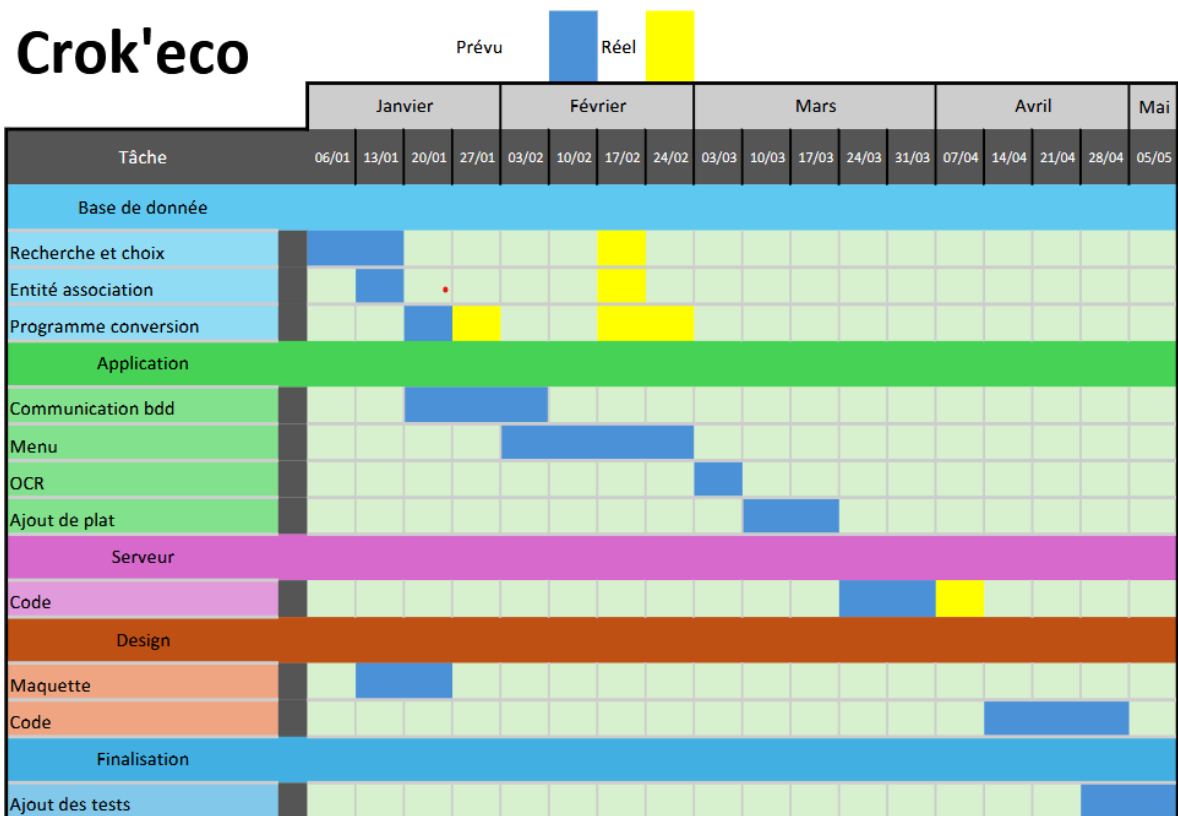 Crok'eco
Prévu Réel
Janvier Février Mars Avril Mai
Tâche 06/01 13/01 20/01 27/01 03/02 10/02 17/02 24/02 03/03 10/03 17/03 24/03 31/03 07/04 14/04 21/04 28/04 05/05
Base de donnée
Recherche et choix
Entité association
Programme conversion
Application
Communication bdd
Menu
OCR
Ajout de plat
Serveur
Code
Design
Maquette
Code
Finalisation
Ajout des tests